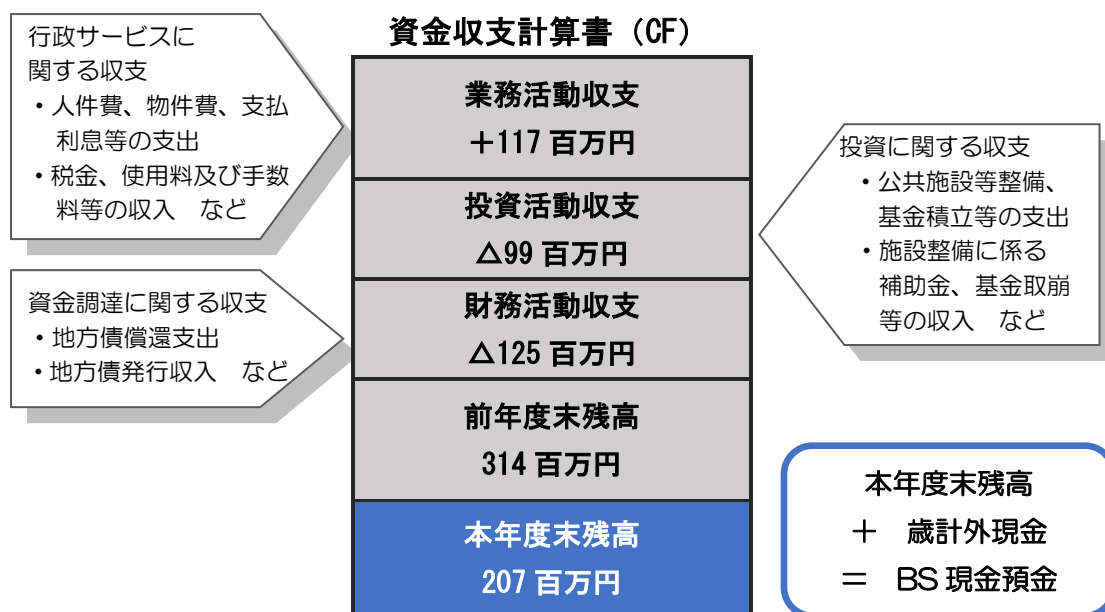 資金収支計算書（CF）
行政サービスに
関する収支
・人件費、物件費、支払
利息等の支出
・税金、使用料及び手数
料等の収入　など
資金調達に関する収支
・地方債償還支出
・地方債発行収入　など
業務活動収支
＋117 百万円
投資活動収支
△99 百万円
財務活動収支
△125 百万円
前年度末残高
314 百万円
本年度末残高
207 百万円
投資に関する収支
・公共施設等整備、
基金積立等の支出
・施設整備に係る
補助金、基金取崩
等の収入　など
本年度末残高
＋　歳計外現金
＝　BS 現金預金